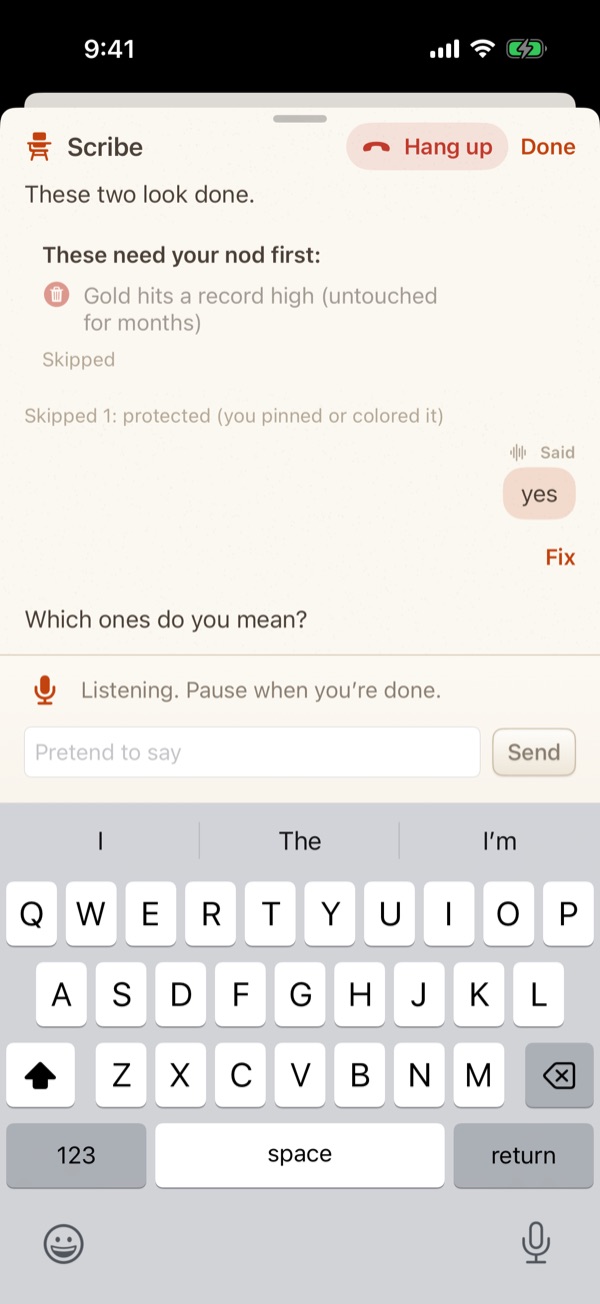 9:41
Scribe
Hang up
Done
These two look done.
These need your nod first:
Gold hits a record high (untouched
for months)
Skipped
Skipped 1: protected (you pinned or colored it)
Said
yes
Fix
Which ones do you mean?
Listening. Pause when you’re done.
Pretend to say
Send
I
The
I’m
Q W E R T Y U I O P
A S D F G H J K L
Z X C V B N M
123
space
return